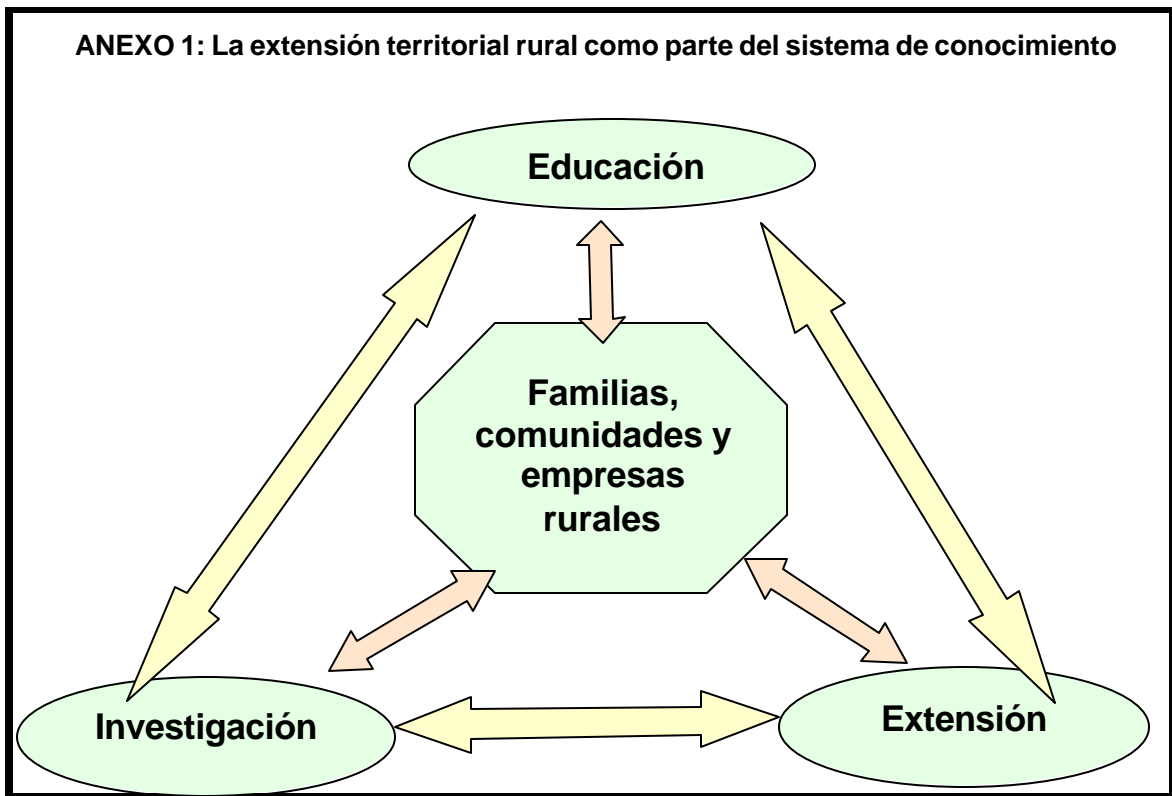 ANEXO 1: La extensión territorial rural como parte del sistema de conocimiento
Educación
Familias,
comunidades y
empresas
rurales
Investigación
Extensión